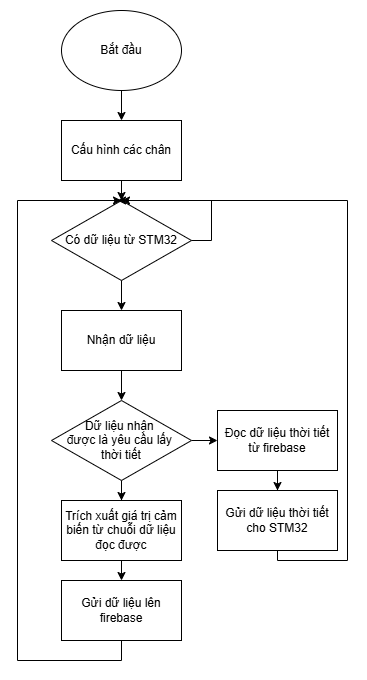 Bắt đầu
Cấu hình các chân
Có dữ liệu từ STM32
Nhận dữ liệu
Dữ liệu nhận
được là yêu cấu lấy
thời tiết
Đọc dữ liệu thời tiết
từ firebase
Trích xuất giá trị cảm
biến từ chuỗi dữ liệu
đọc được
Gửi dữ liệu thời tiết
cho STM32
Gửi dữ liệu lên
firebase